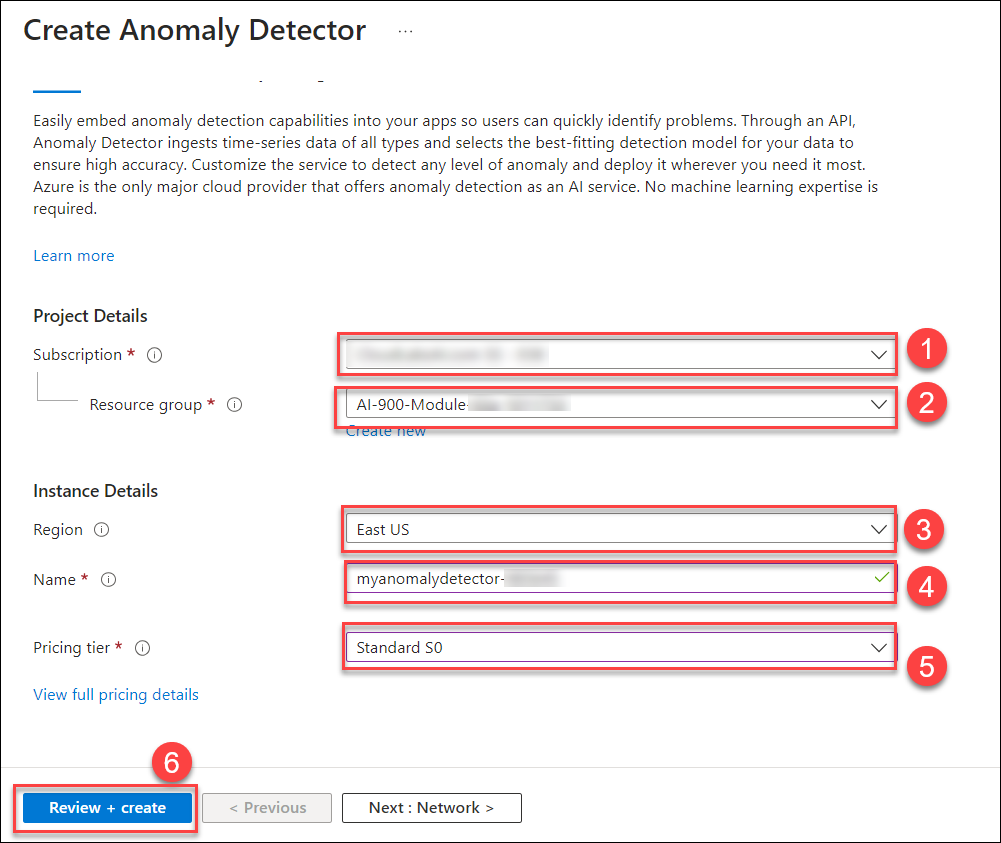 Create Anomaly Detector ...
Easily embed anomaly detection capabilities into your apps so users can quickly identify problems. Through an API,
Anomaly Detector ingests time-series data of all types and selects the best-fitting detection model for your data to
ensure high accuracy. Customize the service to detect any level of anomaly and deploy it wherever you need it most.
Azure is the only major cloud provider that offers anomaly detection as an AI service. No machine learning expertise is
required.
Learn more
Project Details
Subscription * 1
Resource group * AI-900-Module- 2
Create new
Instance Details
Region East US 3
Name * myanomalydetector- 4
Pricing tier * Standard S0 5
View full pricing details
6
Review + create < Previous Next : Network >